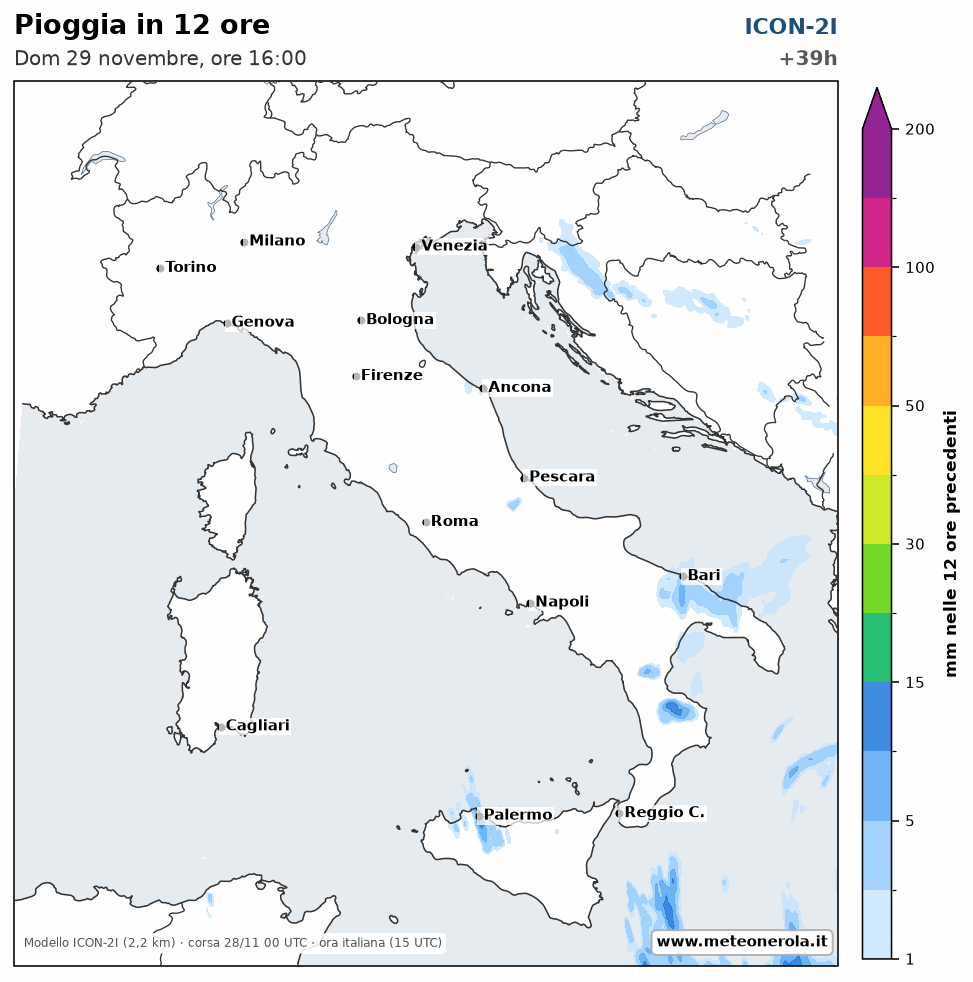 Pioggia in 12 ore
ICON-2I
Dom 29 novembre, ore 16:00
+39h
200
Milano
Venezia
Torino
100
Genova
Bologna
Firenze
Ancona
50
Pescara
Roma
30
Bari
Napoli
15
Cagliari
Palermo
Reggio C.
5
mm nelle 12 ore precedenti
Modello ICON-2I (2,2 km) · corsa 28/11 00 UTC · ora italiana (15 UTC)
www.meteonerola.it
1